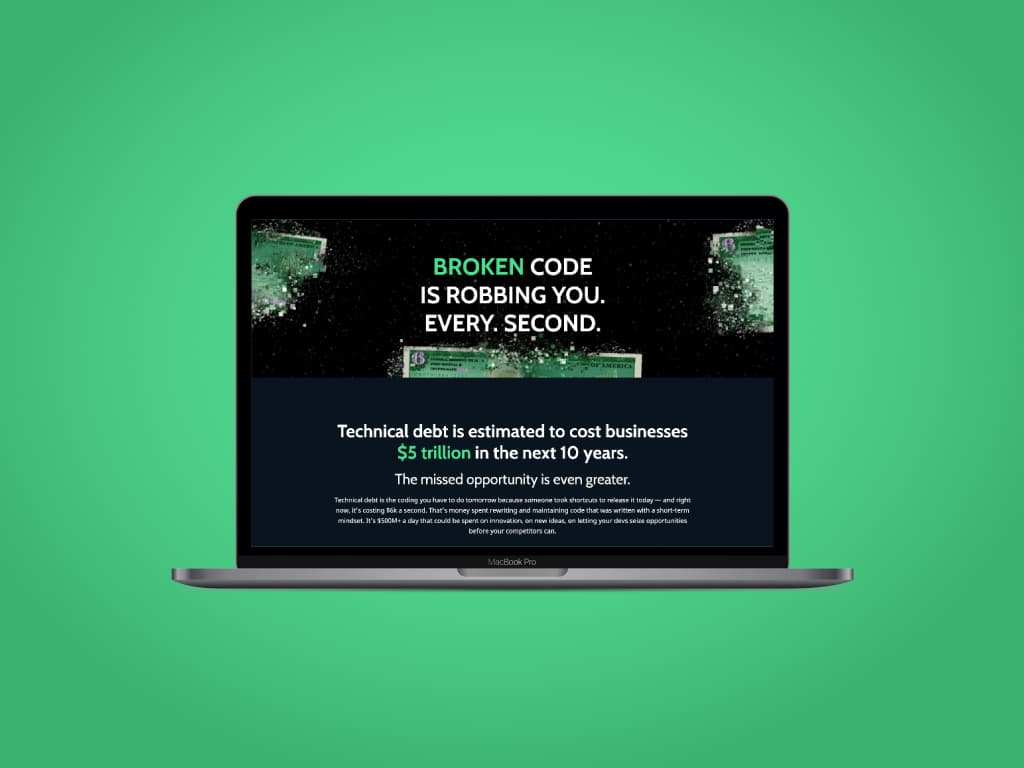 BROKEN CODE
IS ROBBING YOU.
EVERY. SECOND.
OF AMERICA
Technical debt is estimated to cost businesses
$5 trillion in the next 10 years.
The missed opportunity is even greater.
Technical debt is the coding you have to do tomorrow because someone took shortcuts to release it today — and right
now, it's costing $6k a second. That's money spent rewriting and maintaining code that was written with a short-term
mindset. It's $500M+ a day that could be spent on innovation, on new ideas, on letting your devs seize opportunities
before your competitors can.
MacBook Pro